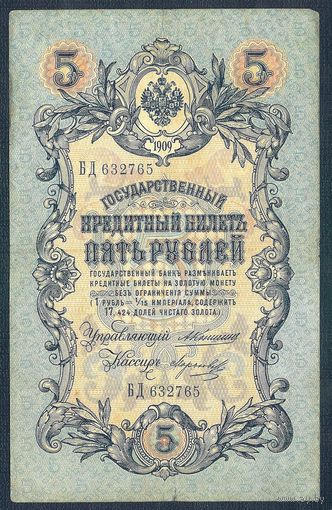 5 5
1909
БД 632765
ГОСУДАРСТВЕННЫЙ
КРЕДИТНЫЙ БИЛЕТЪ
ПЯТЬ РУБЛЕЙ
ГОСУДАРСТВЕННЫЙ БАНКЪ РАЗМѢНИВАЕТЪ
КРЕДИТНЫЕ БИЛЕТЫ НА ЗОЛОТУЮ МОНЕТУ
БЕЗЪ ОГРАНИЧЕНІЯ СУММЫ
(1 РУБЛЬ = 1/15 ИМПЕРІАЛА, СОДЕРЖИТЪ
17,424 ДОЛЕЙ ЧИСТАГО ЗОЛОТА.)
Управляющій
Кассиръ
БД 632765
5